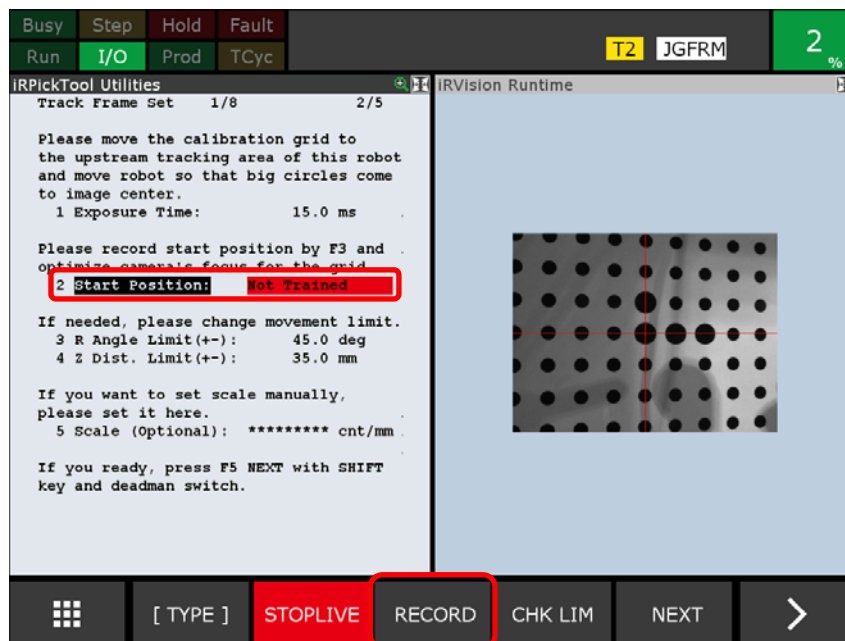 Busy Step Hold Fault
Run I/O Prod TCyc
T2 JGFRM
2 %
iRPickTool Utilities
Track Frame Set 1/8 2/5
Please move the calibration grid to
the upstream tracking area of this robot
and move robot so that big circles come
to image center.
1 Exposure Time: 15.0 ms
Please record start position by F3 and
optimize camera's focus for the grid
2 Start Position: Not Trained
If needed, please change movement limit.
3 R Angle Limit(+-): 45.0 deg
4 Z Dist. Limit(+-): 35.0 mm
If you want to set scale manually,
please set it here.
5 Scale (Optional): ********* cnt/mm
If you ready, press F5 NEXT with SHIFT
key and deadman switch.
iRVision Runtime
[ TYPE ] STOPLIVE RECORD CHK LIM NEXT >